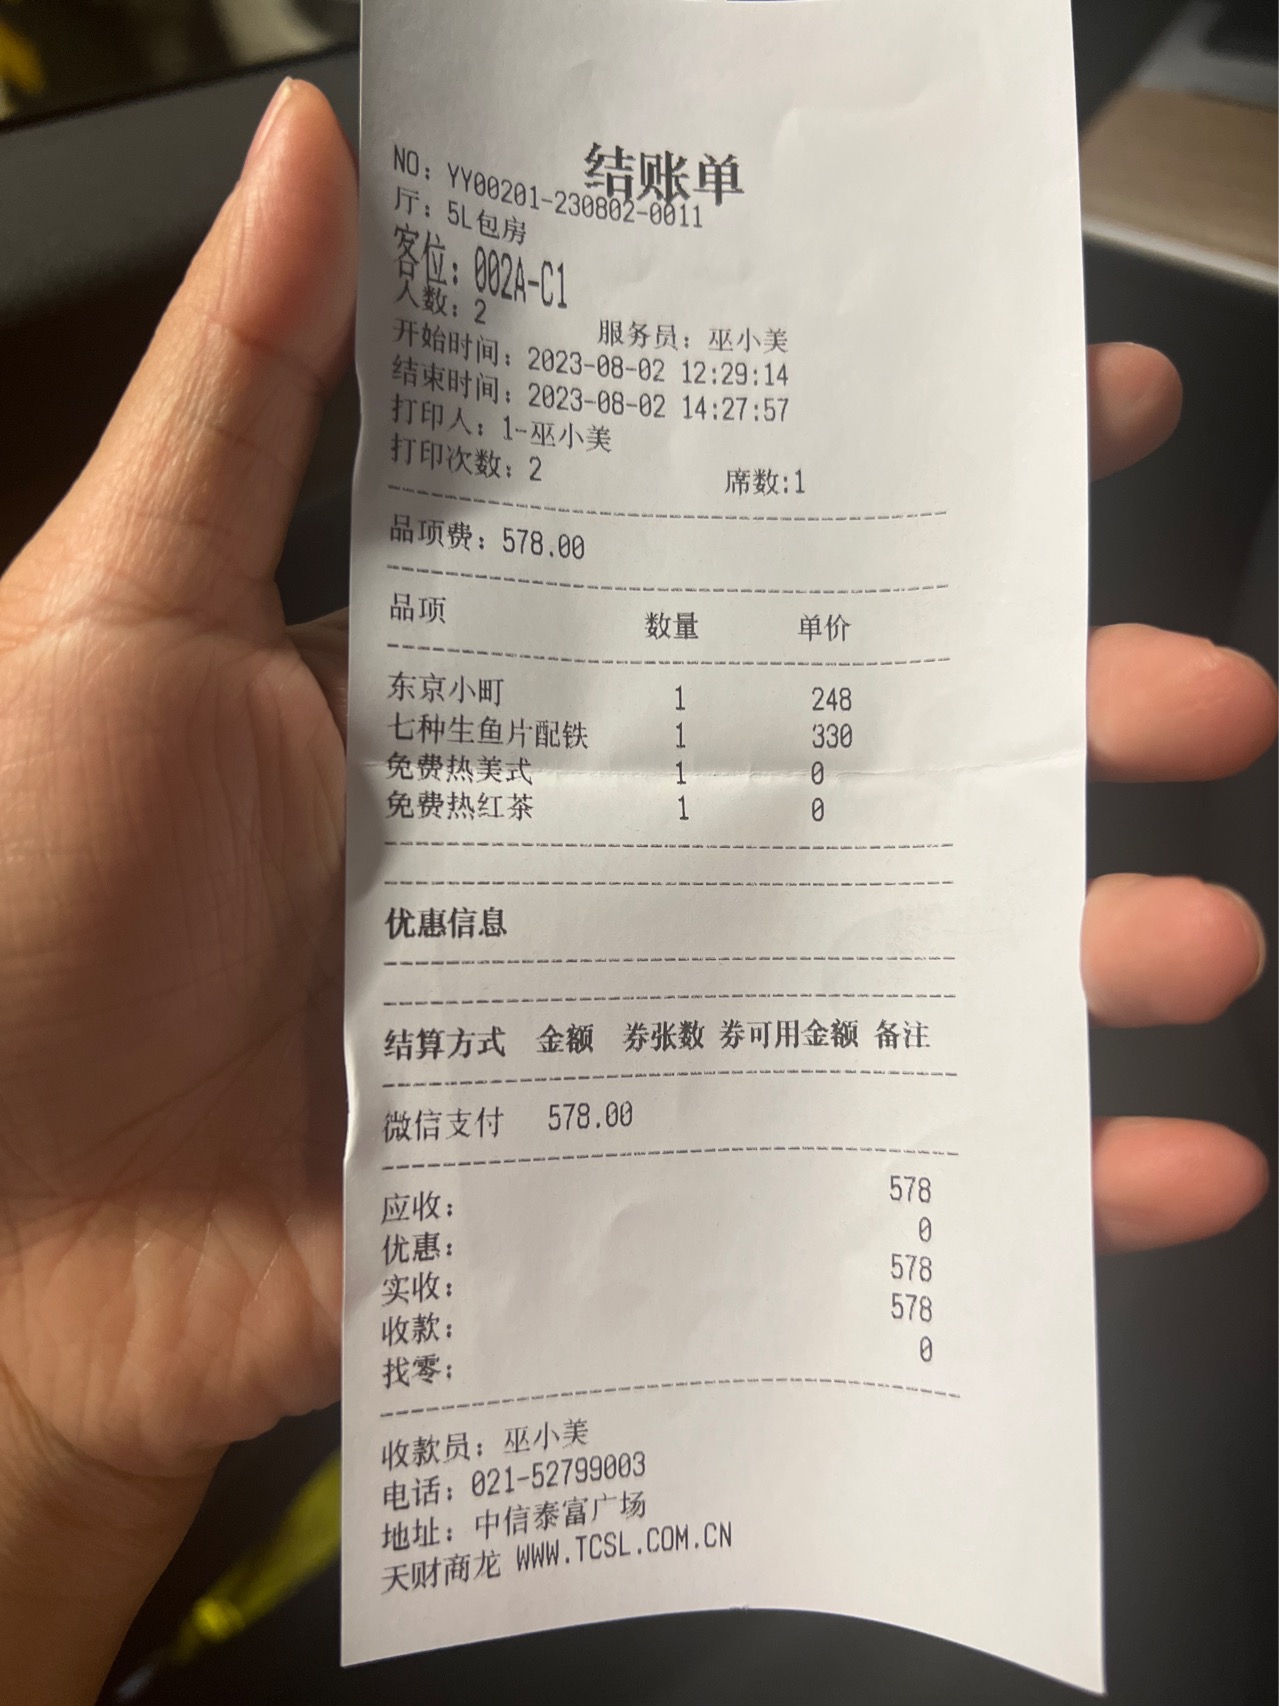 结账单
NO：YY00201-230802-0011
厅：5L包房
客位：002A-C1
人数：2 服务员：巫小美
开始时间：2023-08-02 12:29:14
结束时间：2023-08-02 14:27:57
打印人：1-巫小美
打印次数：2 席数:1
品项费：578.00
品项 数量 单价
东京小町 1 248
七种生鱼片配铁 1 330
免费热美式 1 0
免费热红茶 1 0
优惠信息
结算方式 金额 券张数 券可用金额 备注
微信支付 578.00
应收： 578
优惠： 0
实收： 578
收款： 578
找零： 0
收款员：巫小美
电话：021-52799003
地址：中信泰富广场
天财商龙 WWW.TCSL.COM.CN